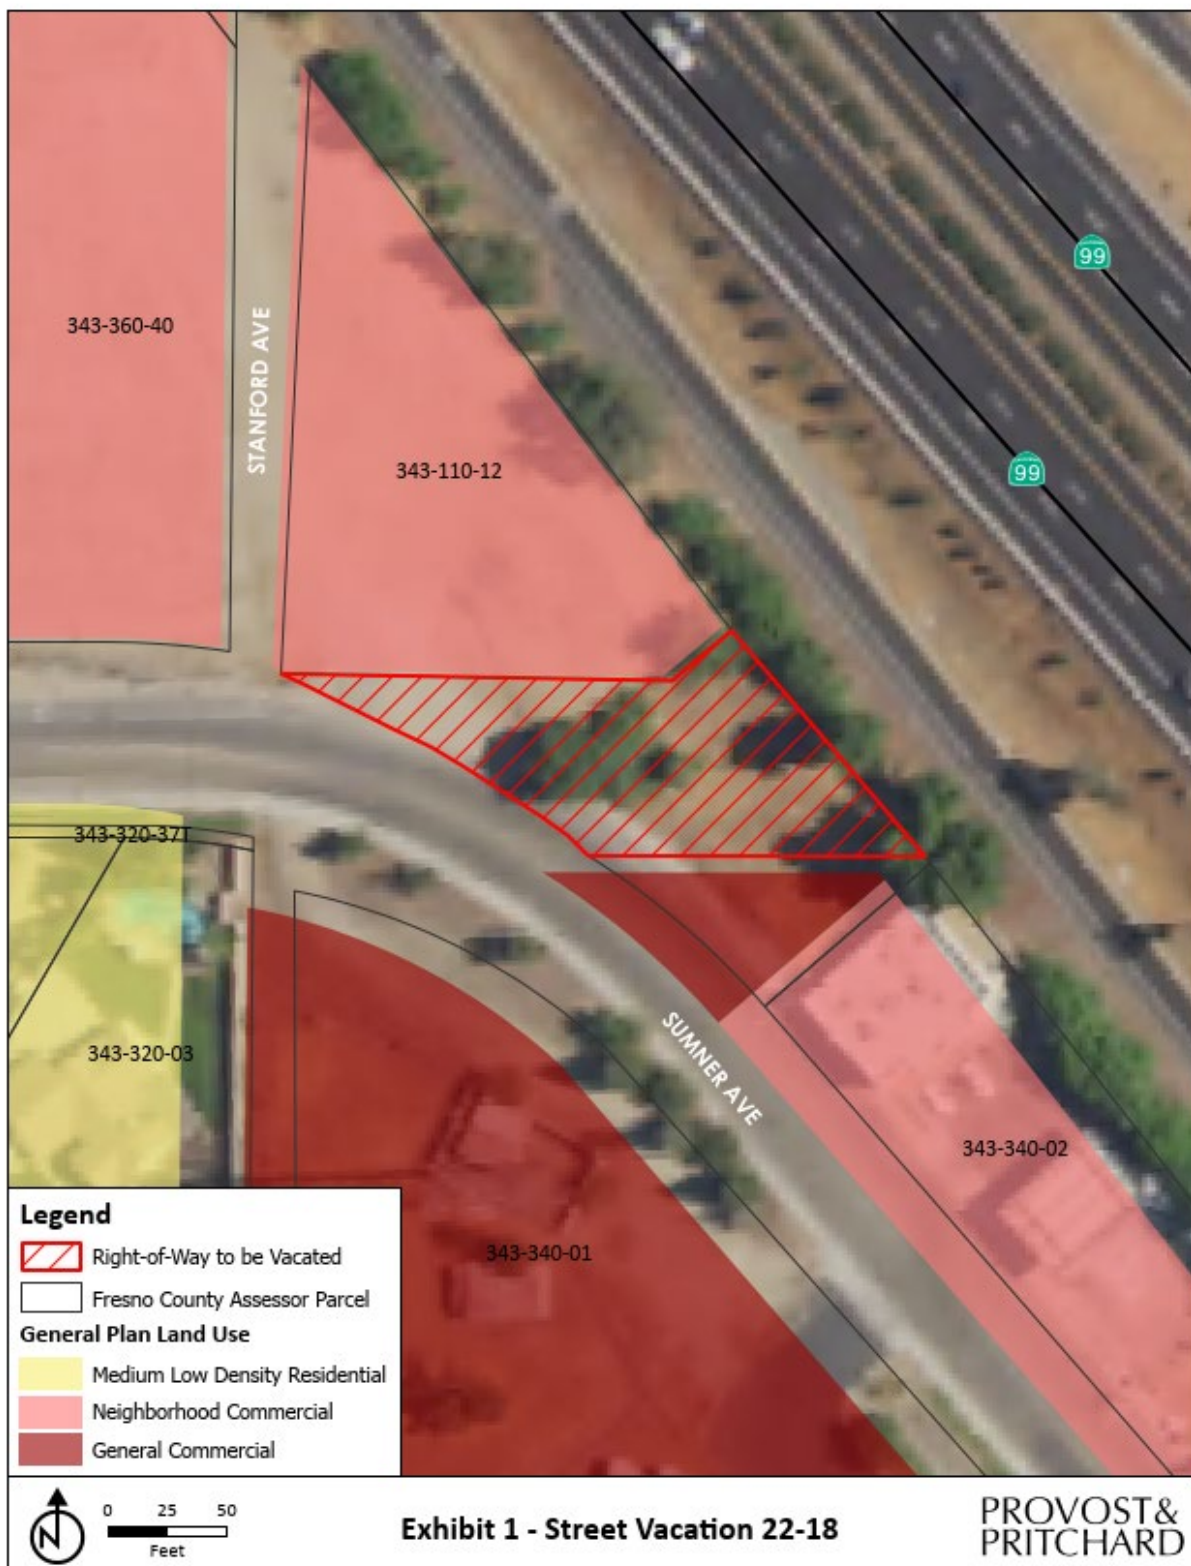 99
343-360-40
STANFORD AVE
343-110-12
99
343-320-37T
343-320-03
SUMNER AVE
343-340-02
343-340-01
Legend
Right-of-Way to be Vacated
Fresno County Assessor Parcel
General Plan Land Use
Medium Low Density Residential
Neighborhood Commercial
General Commercial
N
0 25 50
Feet
Exhibit 1 - Street Vacation 22-18
PROVOST&
PRITCHARD